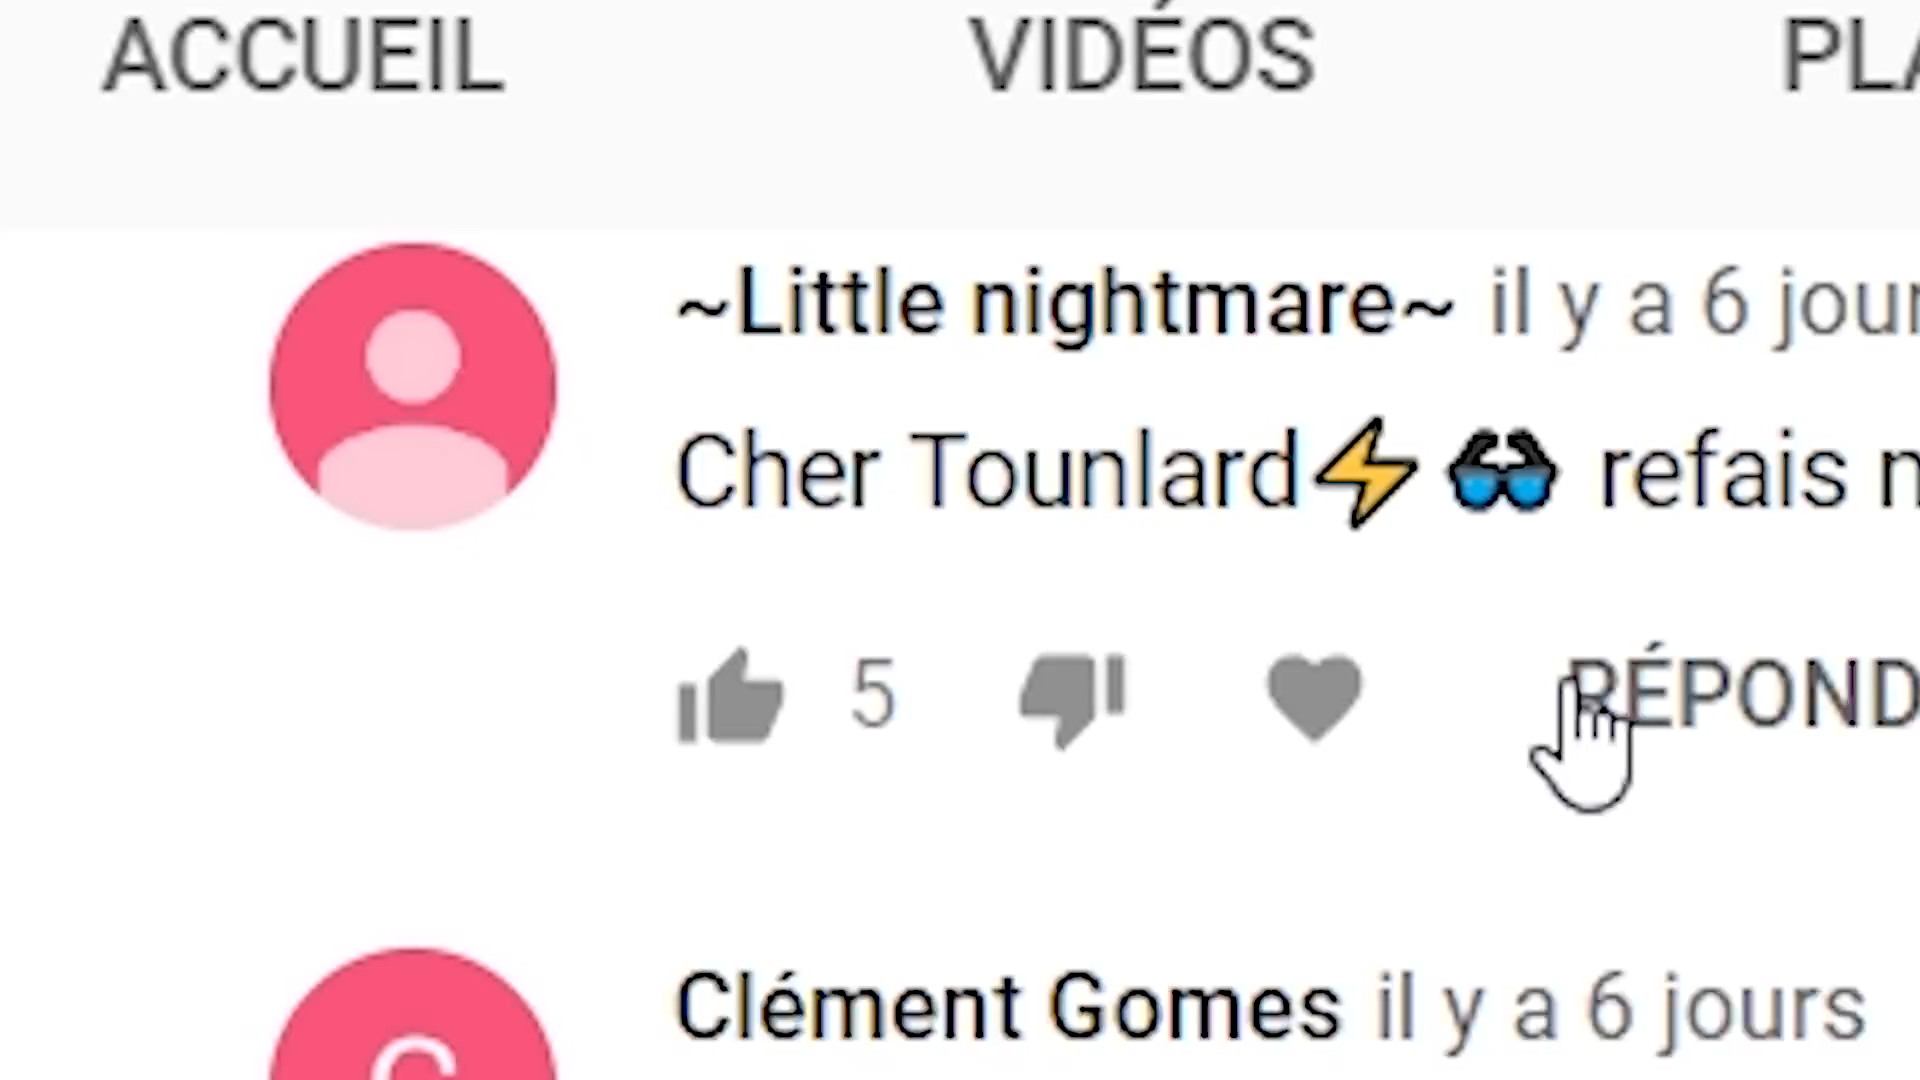 ACCUEIL VIDÉOS
~Little nightmare~ il y a 6
Cher Tounlard⚡🕶️ refais
5
Clément Gomes il y a 6 jours
C